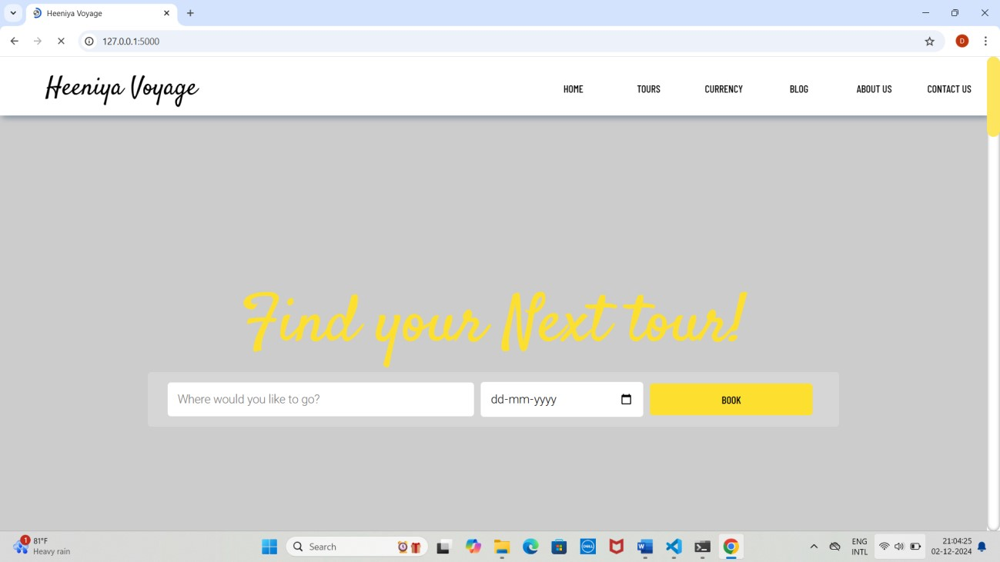 Heeniya Voyage
127.0.0.1:5000
D
Heeniya Voyage
HOME
TOURS
CURRENCY
BLOG
ABOUT US
CONTACT US
Find your Next tour!
Where would you like to go?
dd-mm-yyyy
BOOK
1
81°F
Heavy rain
Search
DELL
W
ENG
INTL
21:04:25
02-12-2024